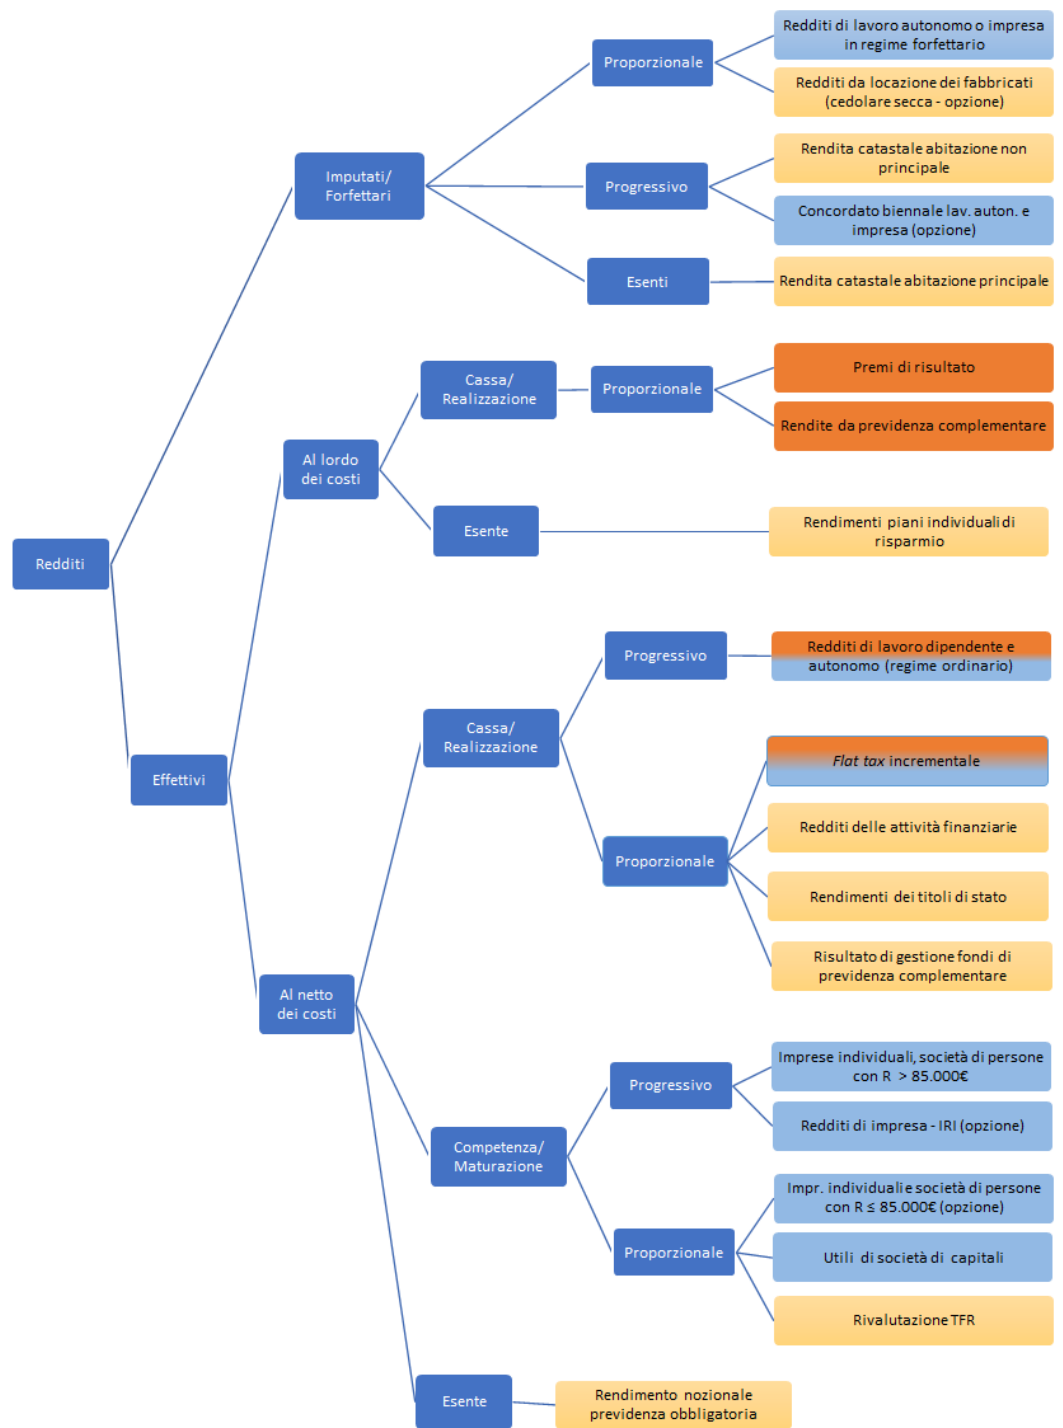 Redditi di lavoro autonomo o impresa
in regime forfettario
Proporzionale
Redditi da locazione dei fabbricati
(cedolare secca - opzione)
Rendita catastale abitazione non
principale
Imputati/
Forfettari
Progressivo
Concordato biennale lav. auton. e
impresa (opzione)
Esenti
Rendita catastale abitazione principale
Cassa/
Realizzazione
Proporzionale
Premi di risultato
Rendite da previdenza complementare
Al lordo
dei costi
Esente
Rendimenti piani individuali di
risparmio
Redditi
Progressivo
Redditi di lavoro dipendente e
autonomo (regime ordinario)
Cassa/
Realizzazione
Effettivi
Flat tax incrementale
Redditi delle attività finanziarie
Proporzionale
Rendimenti dei titoli di stato
Risultato di gestione fondi di
previdenza complementare
Al netto
dei costi
Imprese individuali, società di persone
con R > 85.000€
Progressivo
Redditi di impresa - IRI (opzione)
Competenza/
Maturazione
Impr. individuali e società di persone
con R ≤ 85.000€ (opzione)
Proporzionale
Utili di società di capitali
Rivalutazione TFR
Esente
Rendimento nozionale
previdenza obbligatoria